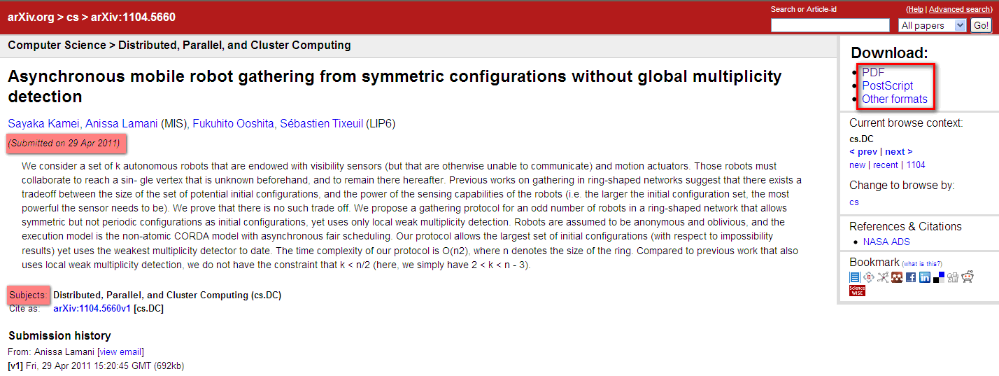 arXiv.org > cs > arXiv:1104.5660
Search or Article-id
(Help | Advanced search)
All papers
Go!
Computer Science > Distributed, Parallel, and Cluster Computing
Asynchronous mobile robot gathering from symmetric configurations without global multiplicity
detection
Sayaka Kamei, Anissa Lamani (MIS), Fukuhito Ooshita, Sébastien Tixeuil (LIP6)
(Submitted on 29 Apr 2011)
We consider a set of k autonomous robots that are endowed with visibility sensors (but that are otherwise unable to communicate) and motion actuators. Those robots must
collaborate to reach a sin- gle vertex that is unknown beforehand, and to remain there hereafter. Previous works on gathering in ring-shaped networks suggest that there exists a
tradeoff between the size of the set of potential initial configurations, and the power of the sensing capabilities of the robots (i.e. the larger the initial configuration set, the most
powerful the sensor needs to be). We prove that there is no such trade off. We propose a gathering protocol for an odd number of robots in a ring-shaped network that allows
symmetric but not periodic configurations as initial configurations, yet uses only local weak multiplicity detection. Robots are assumed to be anonymous and oblivious, and the
execution model is the non-atomic CORDA model with asynchronous fair scheduling. Our protocol allows the largest set of initial configurations (with respect to impossibility
results) yet uses the weakest multiplicity detector to date. The time complexity of our protocol is O(n2), where n denotes the size of the ring. Compared to previous work that also
uses local weak multiplicity detection, we do not have the constraint that k < n/2 (here, we simply have 2 < k < n - 3).
Subjects: Distributed, Parallel, and Cluster Computing (cs.DC)
Cite as: arXiv:1104.5660v1 [cs.DC]
Submission history
From: Anissa Lamani [view email]
[v1] Fri, 29 Apr 2011 15:20:45 GMT (692kb)
Download:
PDF
PostScript
Other formats
Current browse context:
cs.DC
< prev | next >
new | recent | 1104
Change to browse by:
cs
References & Citations
NASA ADS
Bookmark (what is this?)
Science
WISE